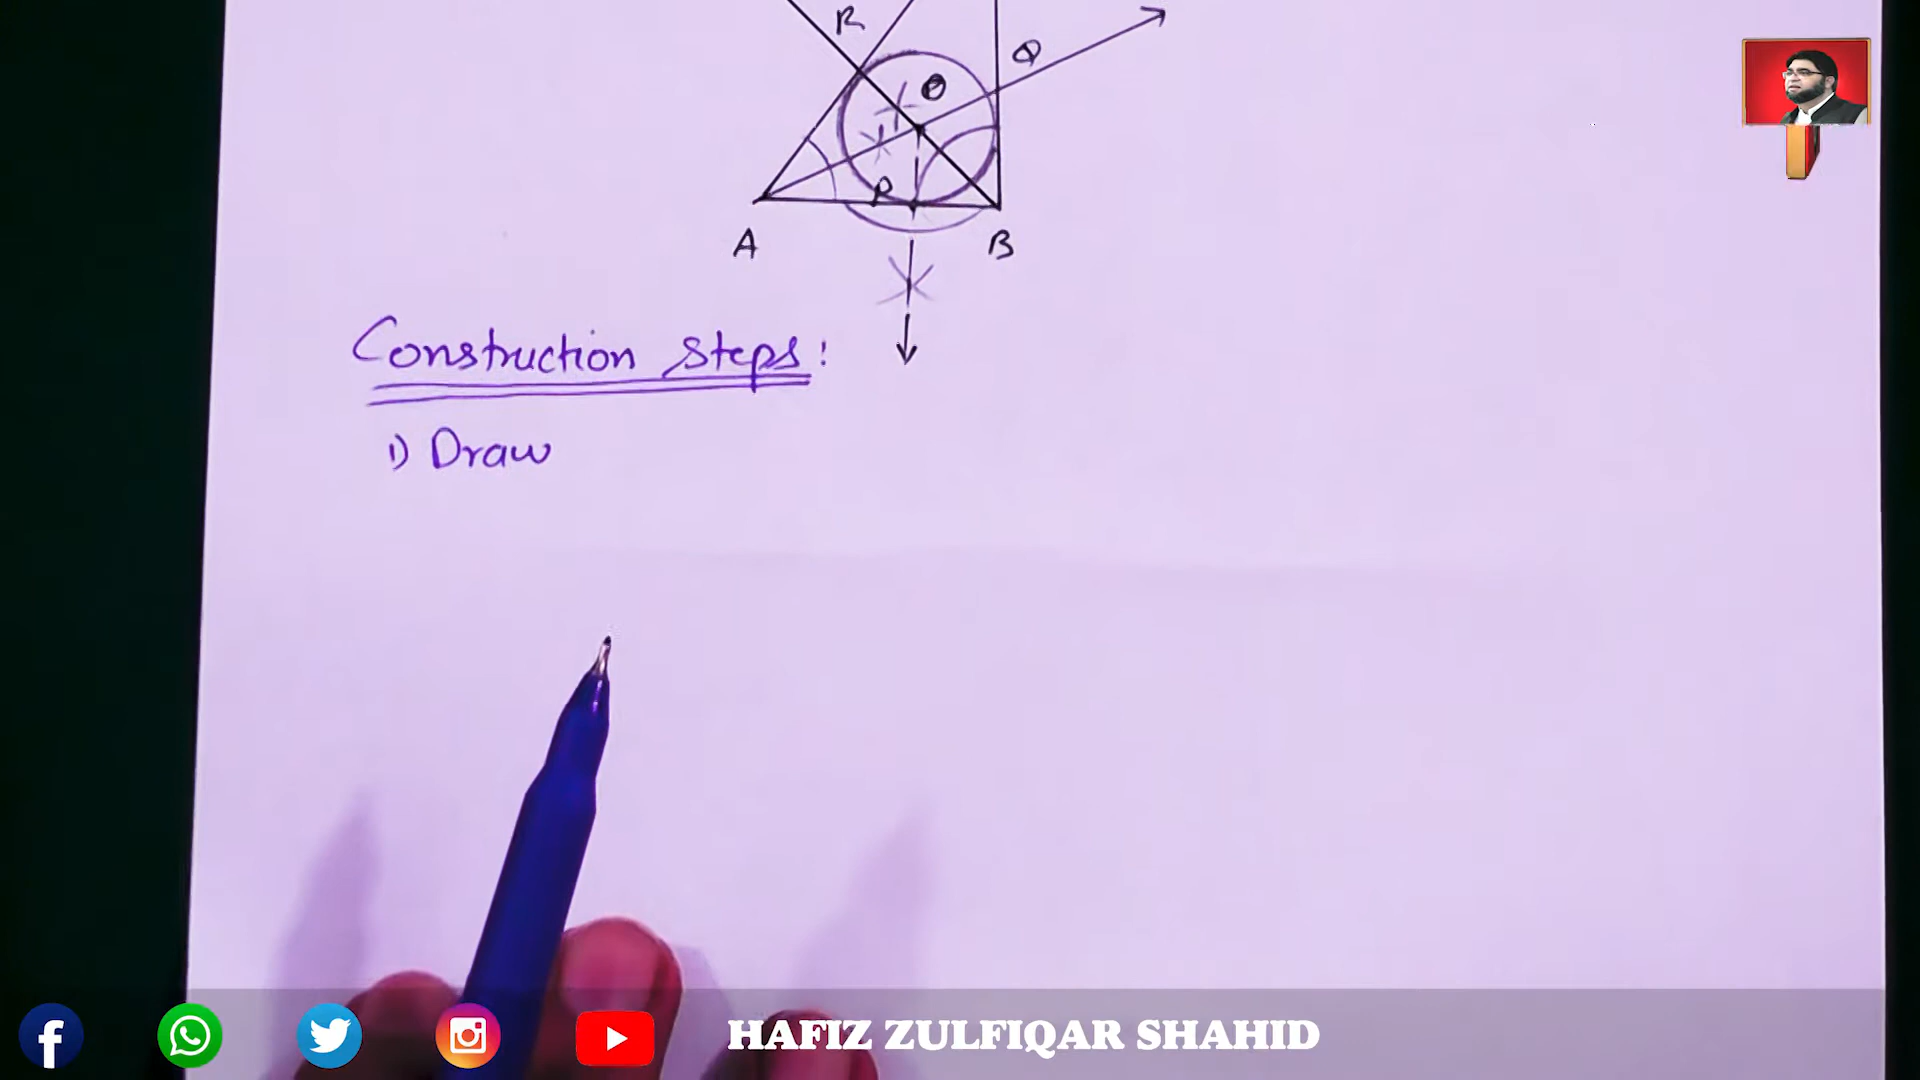 R
Q
O
P
A
B
Construction steps:
1) Draw
HAFIZ ZULFIQAR SHAHID